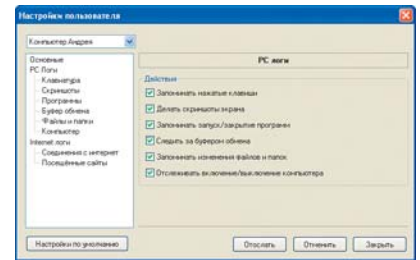 Настройки пользователя
Компьютер Андрея
Основные
PC Логи
Клавиатура
Скриншоты
Программы
Буфер обмена
Файлы и папки
Компьютер
Internet логи
Соединения с интернет
Посещённые сайты
PC логи
Действия
Запоминать нажатые клавиши
Делать скриншоты экрана
Запоминать запуск/закрытие программ
Следить за буфером обмена
Запоминать изменения файлов и папок
Отслеживать включение/выключение компьютера
Настройки по умолчанию
Отослать
Отменить
Закрыть